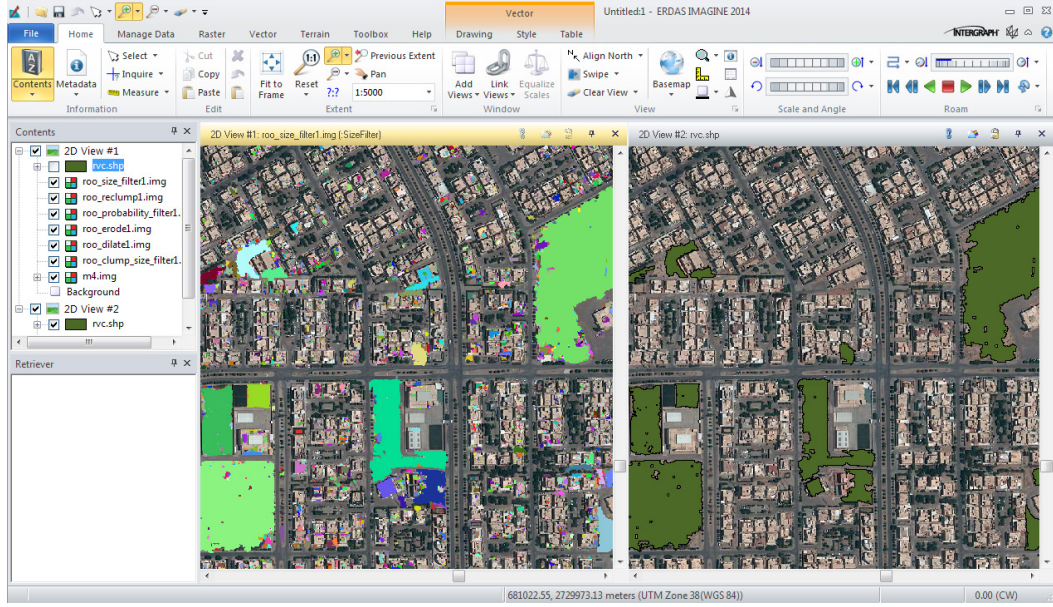 Vector
Untitled:1 - ERDAS IMAGINE 2014
File Home Manage Data Raster Vector Terrain Toolbox Help Drawing Style Table
INTERGRAPH
Contents
Metadata
Select
Inquire
Measure
Information
Cut
Copy
Paste
Edit
Fit to Frame
1:1
Reset
?:?
Previous Extent
Pan
1:5000
Extent
Add Views
Link Views
Equalize Scales
Window
Align North
Swipe
Clear View
Basemap
View
Scale and Angle
Roam
Contents
2D View #1
rvc.shp
roo_size_filter1.img
roo_reclump1.img
roo_probability_filter1.
roo_erode1.img
roo_dilate1.img
roo_clump_size_filter1.
m4.img
Background
2D View #2
rvc.shp
Retriever
2D View #1: roo_size_filter1.img (:SizeFilter)
2D View #2: rvc.shp
681022.55, 2729973.13 meters (UTM Zone 38(WGS 84))
0.00 (CW)